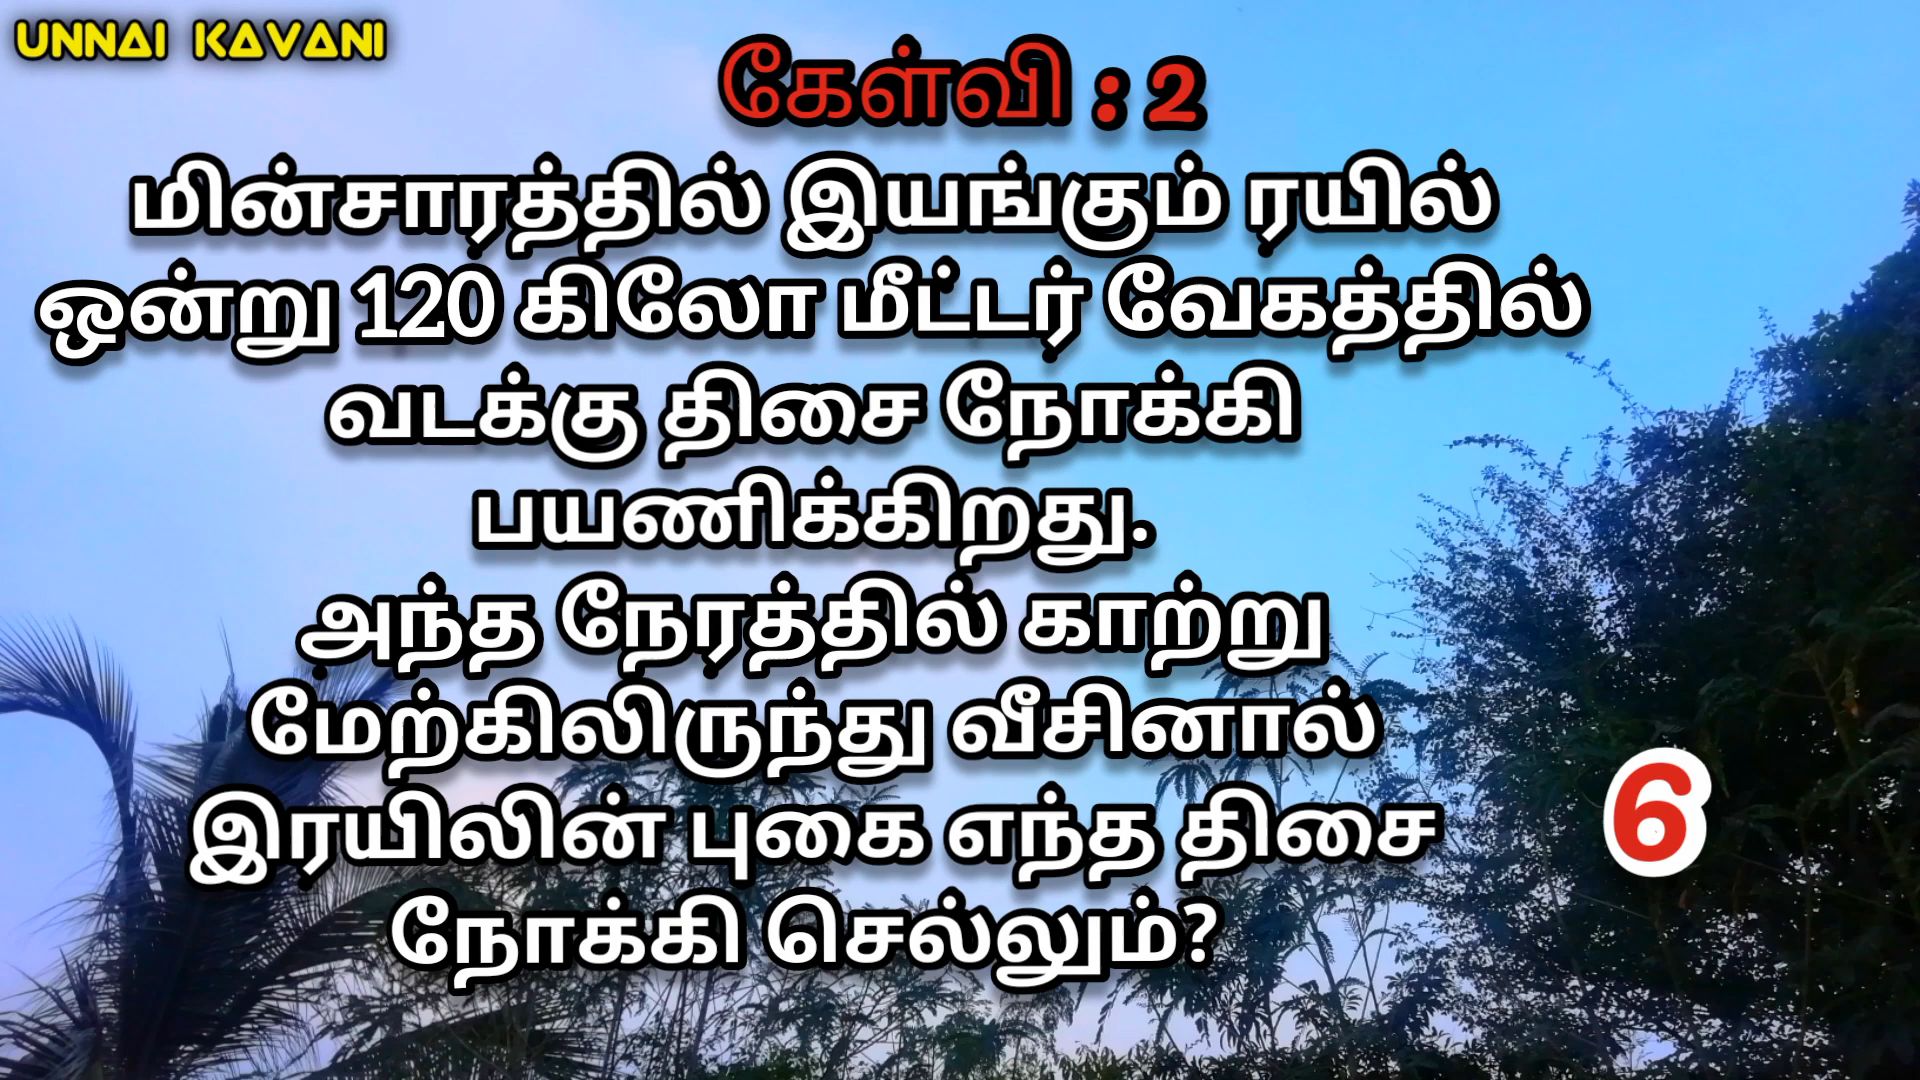 UNNAI KAVANI
கேள்வி : 2
மின்சாரத்தில் இயங்கும் ரயில்
ஒன்று 120 கிலோ மீட்டர் வேகத்தில்
வடக்கு திசை நோக்கி
பயணிக்கிறது.
அந்த நேரத்தில் காற்று
மேற்கிலிருந்து வீசினால்
இரயிலின் புகை எந்த திசை
நோக்கி செல்லும்?
6